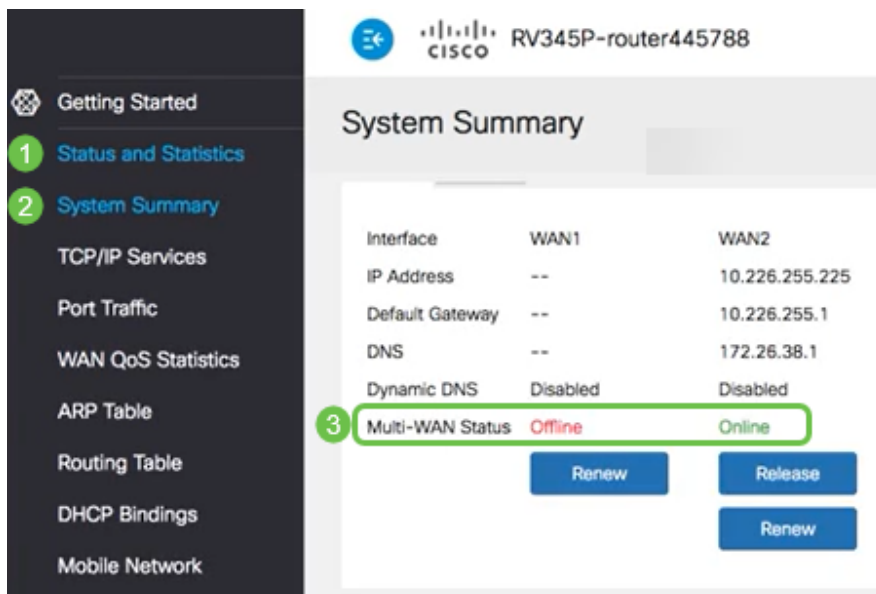 CISCO RV345P-router445788
Getting Started
1 Status and Statistics
2 System Summary
TCP/IP Services
Port Traffic
WAN QoS Statistics
ARP Table
Routing Table
DHCP Bindings
Mobile Network
System Summary
Interface WAN1 WAN2
IP Address -- 10.226.255.225
Default Gateway -- 10.226.255.1
DNS -- 172.26.38.1
Dynamic DNS Disabled Disabled
3 Multi-WAN Status Offline Online
Renew Release
Renew